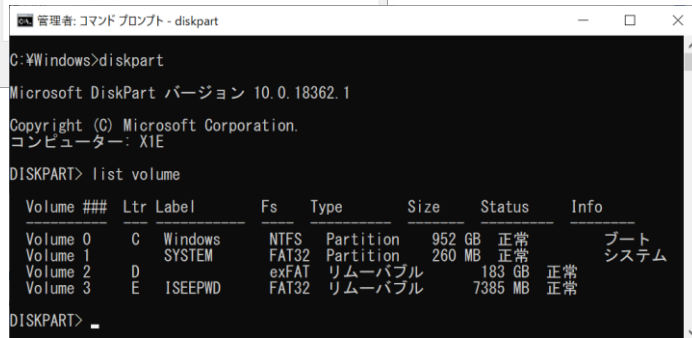 管理者: コマンド プロンプト - diskpart
C:¥Windows>diskpart
Microsoft DiskPart バージョン 10.0.18362.1
Copyright (C) Microsoft Corporation.
コンピューター: X1E
DISKPART> list volume
Volume ### Ltr Label Fs Type Size Status Info
---------- --- ----------- ----- ---------- ------- --------- --------
Volume 0 C Windows NTFS Partition 952 GB 正常 ブート
Volume 1 SYSTEM FAT32 Partition 260 MB 正常 システム
Volume 2 D exFAT リムーバブル 183 GB 正常
Volume 3 E ISEEPWD FAT32 リムーバブル 7385 MB 正常
DISKPART>